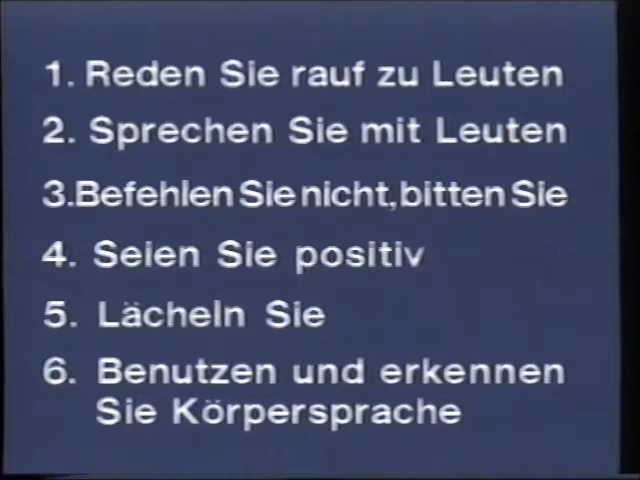 1. Reden Sie rauf zu Leuten
2. Sprechen Sie mit Leuten
3.Befehlen Sie nicht,bitten Sie
4. Seien Sie positiv
5. Lächeln Sie
6. Benutzen und erkennen
Sie Körpersprache